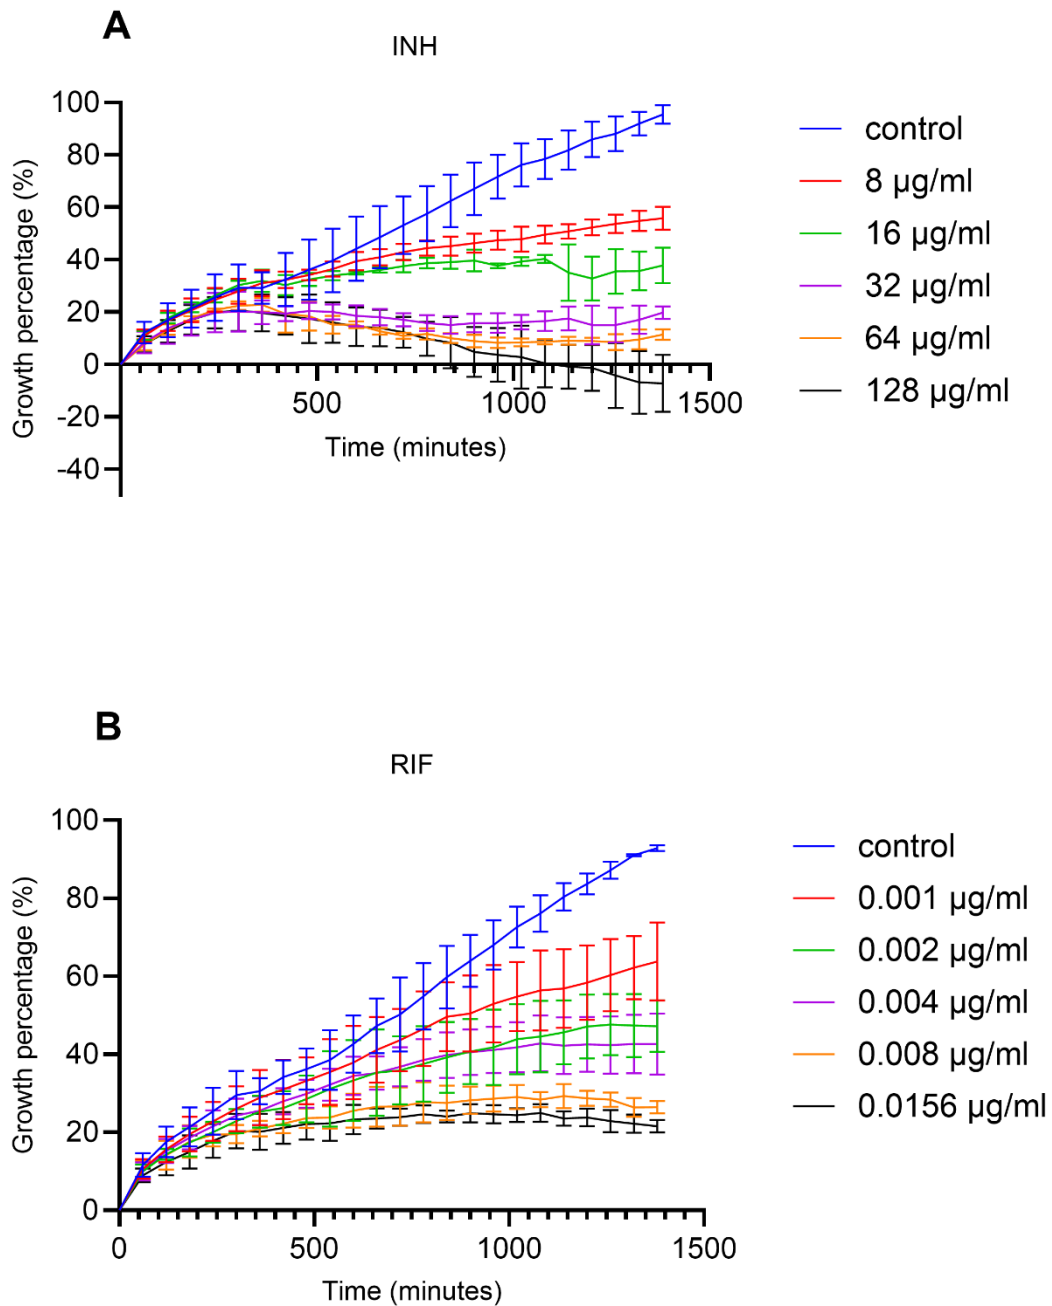 A
INH
Growth percentage (%)
100
80
60
40
20
0
-20
-40
500
1000
1500
Time (minutes)
control
8 µg/ml
16 µg/ml
32 µg/ml
64 µg/ml
128 µg/ml
B
RIF
Growth percentage (%)
100
80
60
40
20
0
0
500
1000
1500
Time (minutes)
control
0.001 µg/ml
0.002 µg/ml
0.004 µg/ml
0.008 µg/ml
0.0156 µg/ml